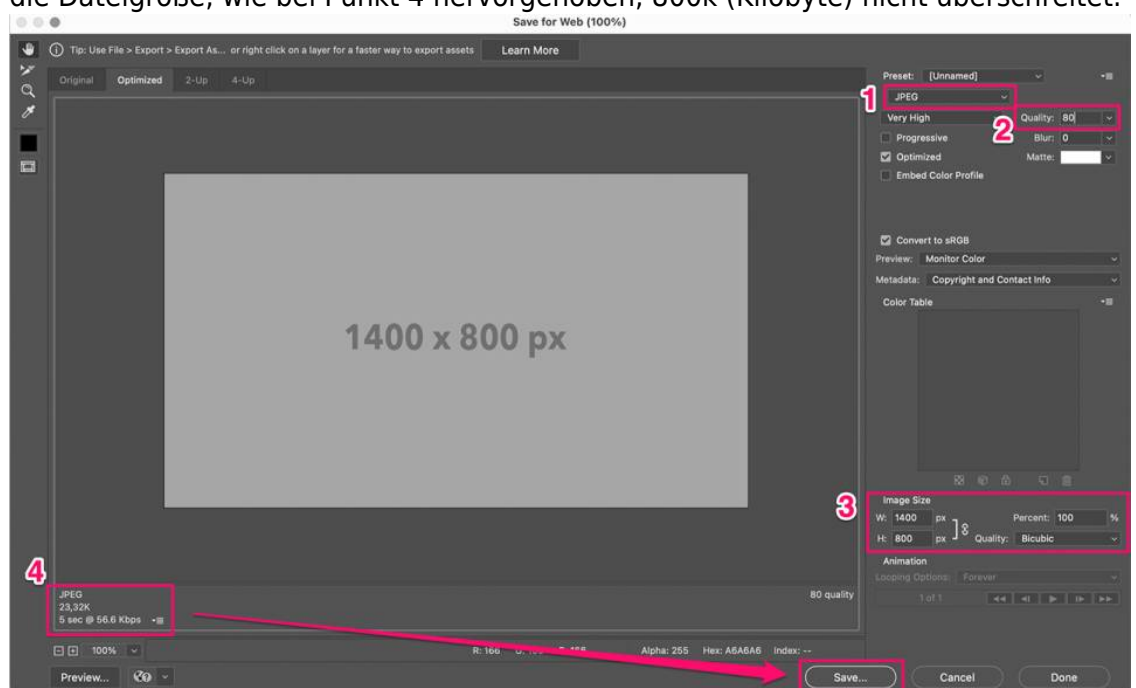 die Dateigröße, wie bei Punkt 4 hervorgehoben, 800k (Kilobyte) nicht überschreitet.
Save for Web (100%)
Tip: Use File > Export > Export As... or right click on a layer for a faster way to export assets Learn More
Original Optimized 2-Up 4-Up
Preset: [Unnamed]
1 JPEG
Very High 2 Quality: 80
Progressive Blur: 0
Optimized Matte:
Embed Color Profile
Convert to sRGB
Preview: Monitor Color
Metadata: Copyright and Contact Info
Color Table
1400 x 800 px
3 Image Size
W: 1400 px Percent: 100 %
H: 800 px Quality: Bicubic
Animation
Looping Options: Forever
1 of 1
4
JPEG 80 quality
23,32K
5 sec @ 56.6 Kbps
100% R: 166 Alpha: 255 Hex: A6A6A6 Index: --
Preview... Save... Cancel Done